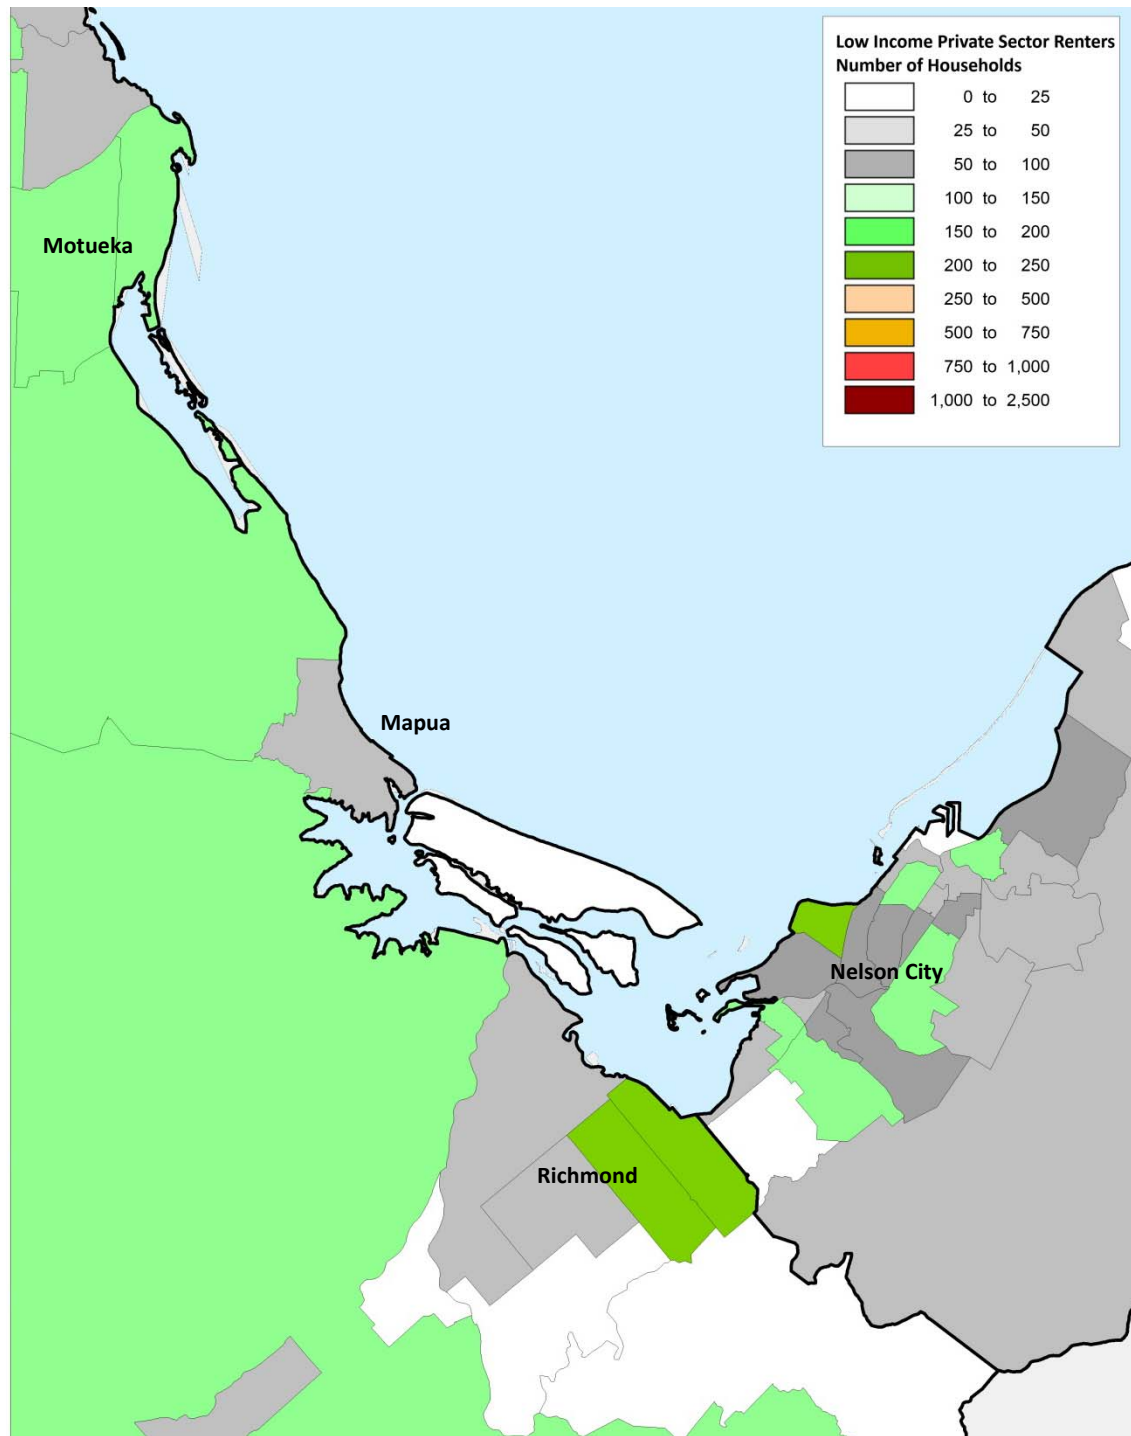 Low Income Private Sector Renters
Number of Households
0 to 25
25 to 50
50 to 100
100 to 150
150 to 200
200 to 250
250 to 500
500 to 750
750 to 1,000
1,000 to 2,500
Motueka
Mapua
Nelson City
Richmond